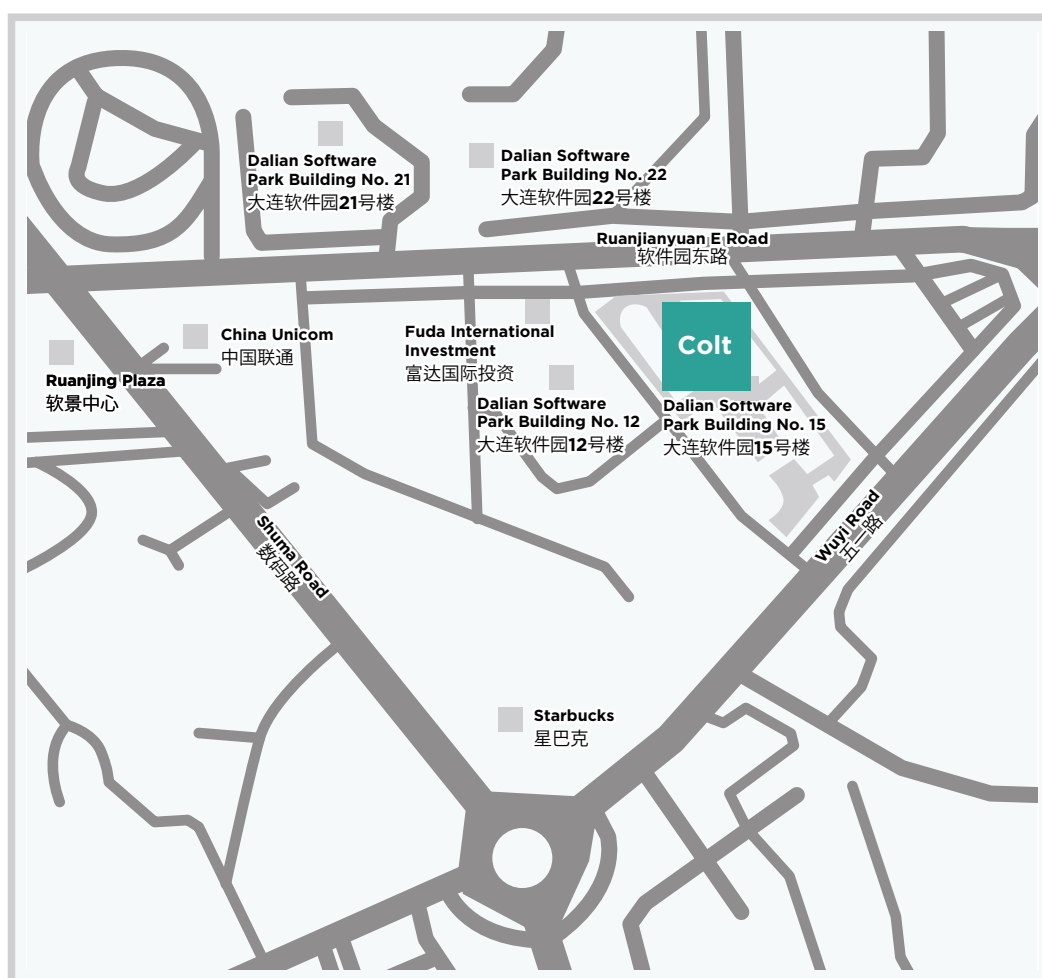 Dalian Software
Park Building No. 21
大连软件园21号楼
Dalian Software
Park Building No. 22
大连软件园22号楼
Ruanjianyuan E Road
软件园东路
China Unicom
中国联通
Ruanjing Plaza
软景中心
Fuda International
Investment
富达国际投资
Colt
Dalian Software
Park Building No. 12
大连软件园12号楼
Dalian Software
Park Building No. 15
大连软件园15号楼
Shuma Road
数码路
Wuyi Road
五一路
Starbucks
星巴克